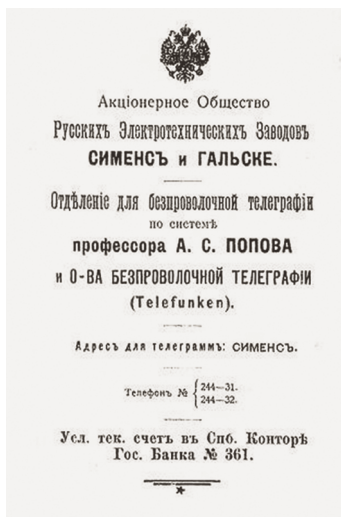 Акціонерное Общество
Русскихъ Электротехническихъ Заводовъ
СИМЕНСЪ и ГАЛЬСКЕ.
Отдѣленіе для безпроволочной телеграфіи
по системѣ
профессора А. С. ПОПОВА
и О-ВА БЕЗПРОВОЛОЧНОЙ ТЕЛЕГРАФІИ
(Telefunken).
Адресъ для телеграммъ: СИМЕНСЪ.
Телефонъ № {244—31.
244—32.
Усл. тек. счетъ въ Спб. Конторѣ
Гос. Банка № 361.